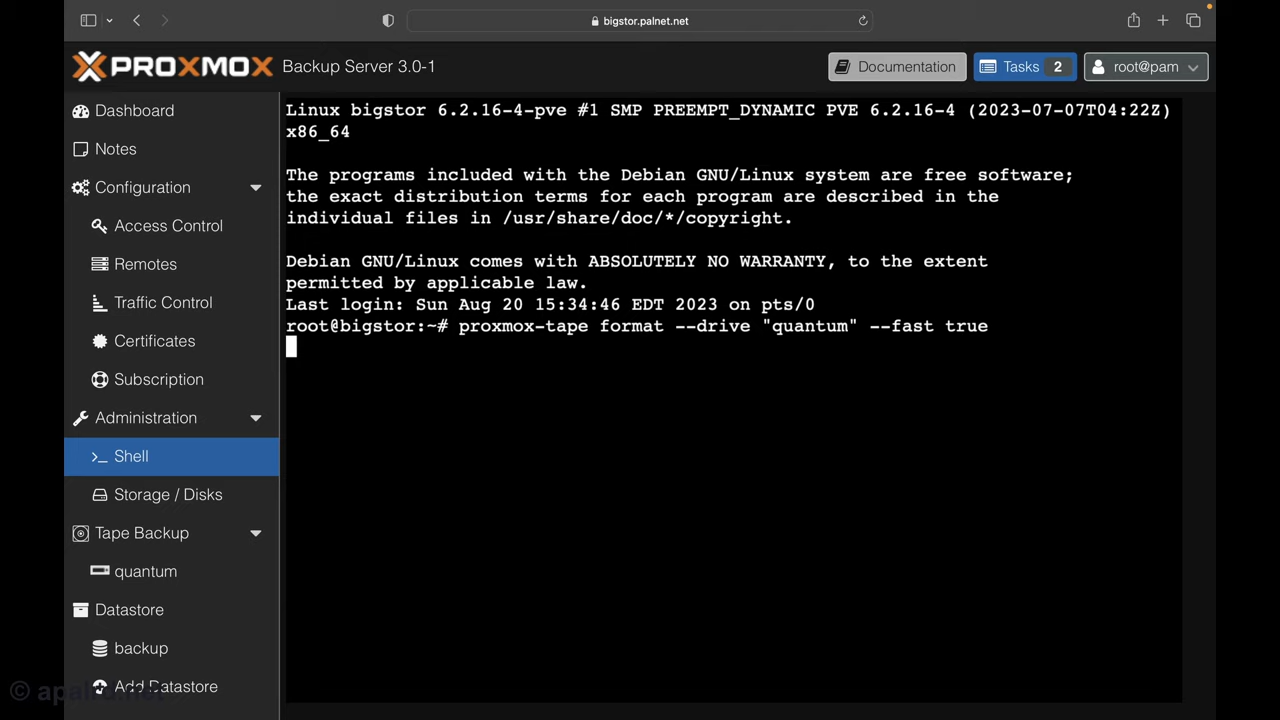 bigstor.palnet.net
PROXMOX Backup Server 3.0-1
Documentation
Tasks 2
root@pam
Dashboard
Notes
Configuration
Access Control
Remotes
Traffic Control
Certificates
Subscription
Administration
>_ Shell
Storage / Disks
Tape Backup
quantum
Datastore
backup
Add Datastore
Linux bigstor 6.2.16-4-pve #1 SMP PREEMPT_DYNAMIC PVE 6.2.16-4 (2023-07-07T04:22Z)
x86_64
The programs included with the Debian GNU/Linux system are free software;
the exact distribution terms for each program are described in the
individual files in /usr/share/doc/*/copyright.
Debian GNU/Linux comes with ABSOLUTELY NO WARRANTY, to the extent
permitted by applicable law.
Last login: Sun Aug 20 15:34:46 EDT 2023 on pts/0
root@bigstor:~# proxmox-tape format --drive "quantum" --fast true